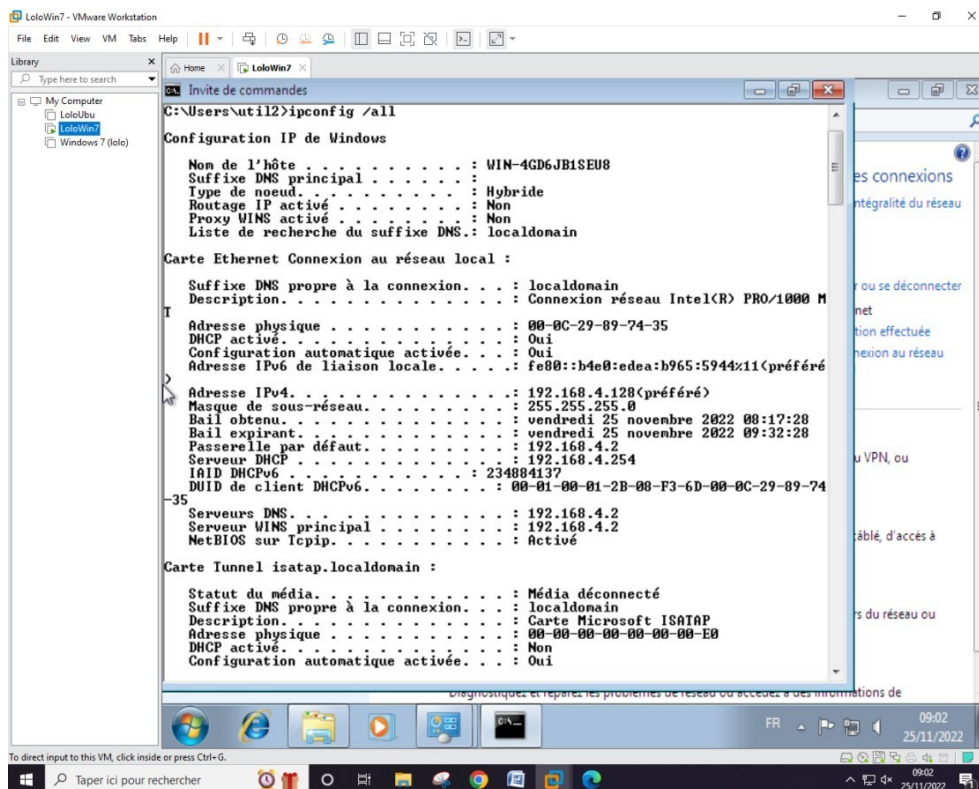 LoloWin7 - VMware Workstation
File Edit View VM Tabs Help
Library
Type here to search
My Computer
LoloUbu
LoloWin7
Windows 7 (lolo)
Home
LoloWin7
Invite de commandes
C:\Users\util2>ipconfig /all
Configuration IP de Windows
Nom de l'hôte . . . . . . . . . . : WIN-4GD6JB1SEU8
Suffixe DNS principal . . . . . . :
Type de noeud. . . . . . . . . . : Hybride
Routage IP activé . . . . . . . . : Non
Proxy WINS activé . . . . . . . . : Non
Liste de recherche du suffixe DNS.: localdomain
Carte Ethernet Connexion au réseau local :
Suffixe DNS propre à la connexion. . . : localdomain
Description. . . . . . . . . . . . . . : Connexion réseau Intel(R) PRO/1000 M
T
Adresse physique . . . . . . . . . . . : 00-0C-29-89-74-35
DHCP activé. . . . . . . . . . . . . . : Oui
Configuration automatique activée. . . : Oui
Adresse IPv6 de liaison locale. . . . .: fe80::b4e0:edea:b965:5944%11(préféré
)
Adresse IPv4. . . . . . . . . . . . . .: 192.168.4.128(préféré)
Masque de sous-réseau. . . . . . . . . : 255.255.255.0
Bail obtenu. . . . . . . . . . . . . . : vendredi 25 novembre 2022 08:17:28
Bail expirant. . . . . . . . . . . . . : vendredi 25 novembre 2022 09:32:28
Passerelle par défaut. . . . . . . . . : 192.168.4.2
Serveur DHCP . . . . . . . . . . . . . : 192.168.4.254
IAID DHCPv6 . . . . . . . . . . . : 234884137
DUID de client DHCPv6. . . . . . . . : 00-01-00-01-2B-08-F3-6D-00-0C-29-89-74
-35
Serveurs DNS. . . . . . . . . . . . . : 192.168.4.2
Serveur WINS principal . . . . . . . . : 192.168.4.2
NetBIOS sur Tcpip. . . . . . . . . . . : Activé
Carte Tunnel isatap.localdomain :
Statut du média. . . . . . . . . . . . : Média déconnecté
Suffixe DNS propre à la connexion. . . : localdomain
Description. . . . . . . . . . . . . . : Carte Microsoft ISATAP
Adresse physique . . . . . . . . . . . : 00-00-00-00-00-00-00-E0
DHCP activé. . . . . . . . . . . . . . : Non
Configuration automatique activée. . . : Oui
es connexions
ntégralité du réseau
r ou se déconnecter
net
tion effectuée
nexion au réseau
u VPN, ou
câblé, d'accès à
rs du réseau ou
Diagnostiquez et réparez les problèmes de réseau ou accédez à des informations de
FR
09:02
25/11/2022
To direct input to this VM, click inside or press Ctrl+G.
Taper ici pour rechercher
09:02
25/11/2022